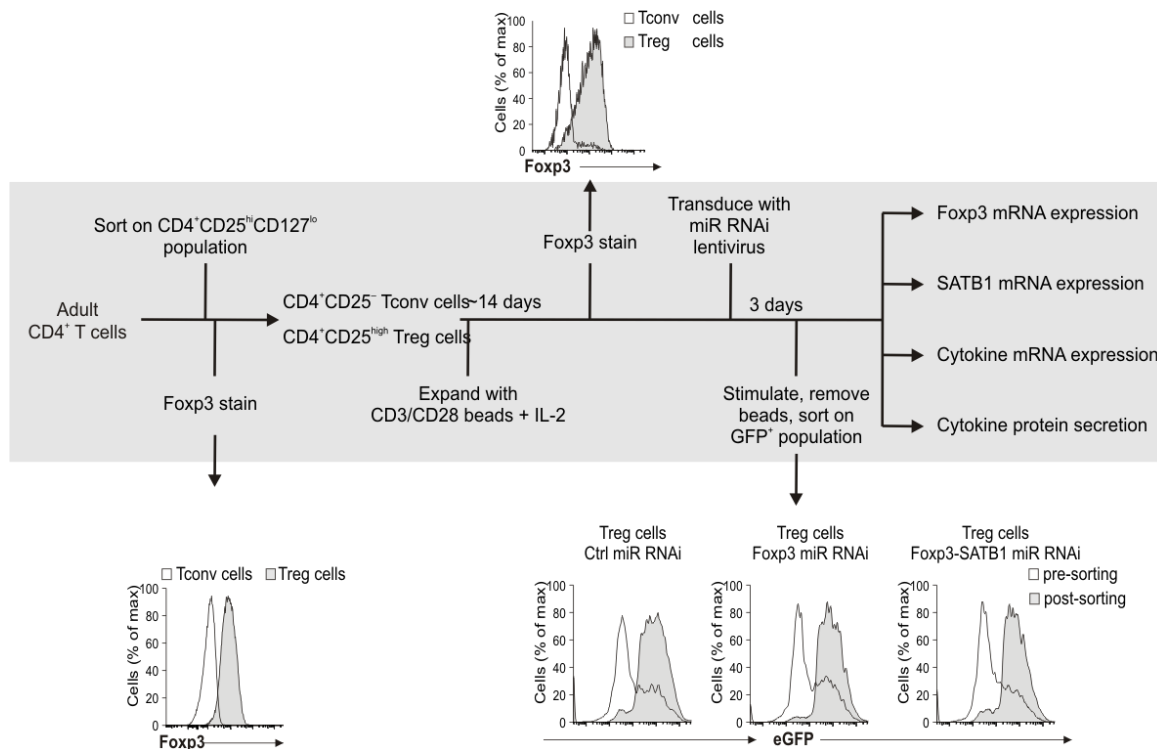 Tconv cells
Treg cells
Cells (% of max)
100
80
60
40
20
0
Foxp3
Sort on CD4⁺CD25ʰⁱCD127ˡᵒ
population
Foxp3 stain
Transduce with
miR RNAi
lentivirus
Adult
CD4⁺ T cells
CD4⁺CD25⁻ Tconv cells
~14 days
CD4⁺CD25ʰⁱᵍʰ Treg cells
3 days
Foxp3 stain
Expand with
CD3/CD28 beads + IL-2
Stimulate, remove
beads, sort on
GFP⁺ population
Foxp3 mRNA expression
SATB1 mRNA expression
Cytokine mRNA expression
Cytokine protein secretion
Tconv cells Treg cells
Cells (% of max)
100
80
60
40
20
0
Foxp3
Treg cells
Ctrl miR RNAi
Cells (% of max)
100
80
60
40
20
0
Treg cells
Foxp3 miR RNAi
Cells (% of max)
100
80
60
40
20
0
Treg cells
Foxp3-SATB1 miR RNAi
pre-sorting
post-sorting
Cells (% of max)
100
80
60
40
20
0
eGFP